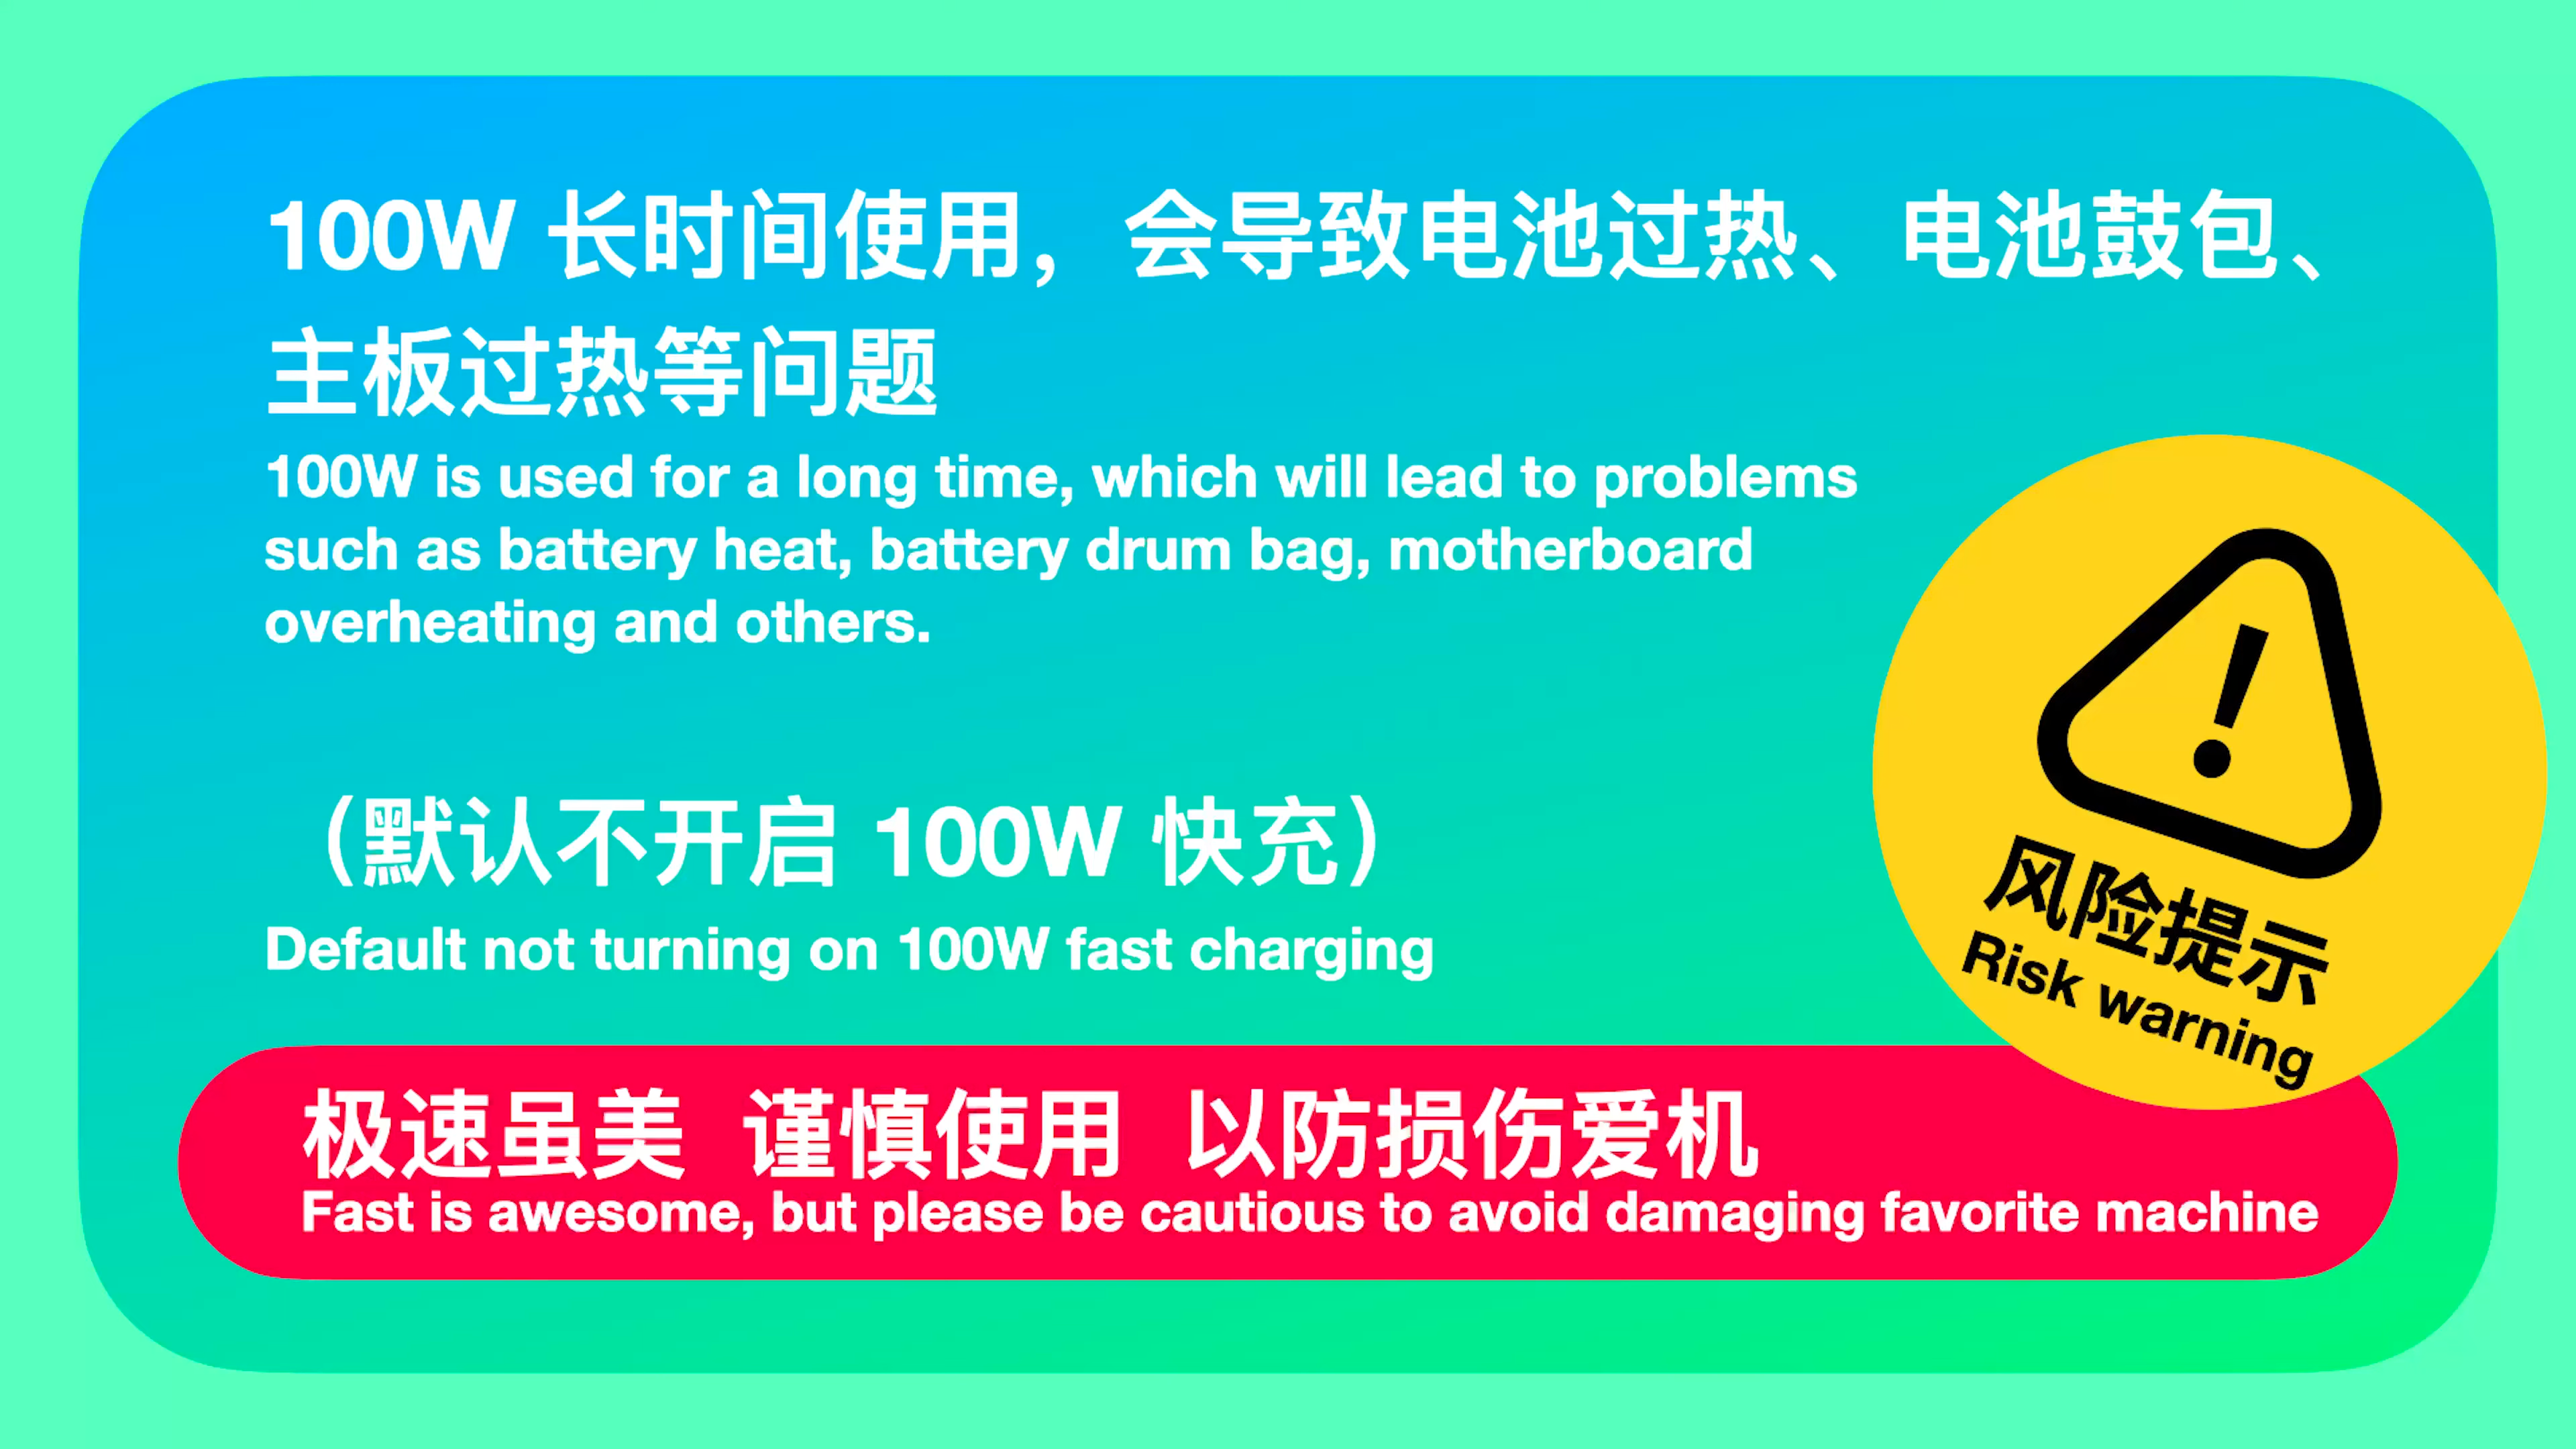 100W 长时间使用，会导致电池过热、电池鼓包、
主板过热等问题
100W is used for a long time, which will lead to problems
such as battery heat, battery drum bag, motherboard
overheating and others.
（默认不开启 100W 快充）
Default not turning on 100W fast charging
风险提示
Risk warning
极速虽美 谨慎使用 以防损伤爱机
Fast is awesome, but please be cautious to avoid damaging favorite machine